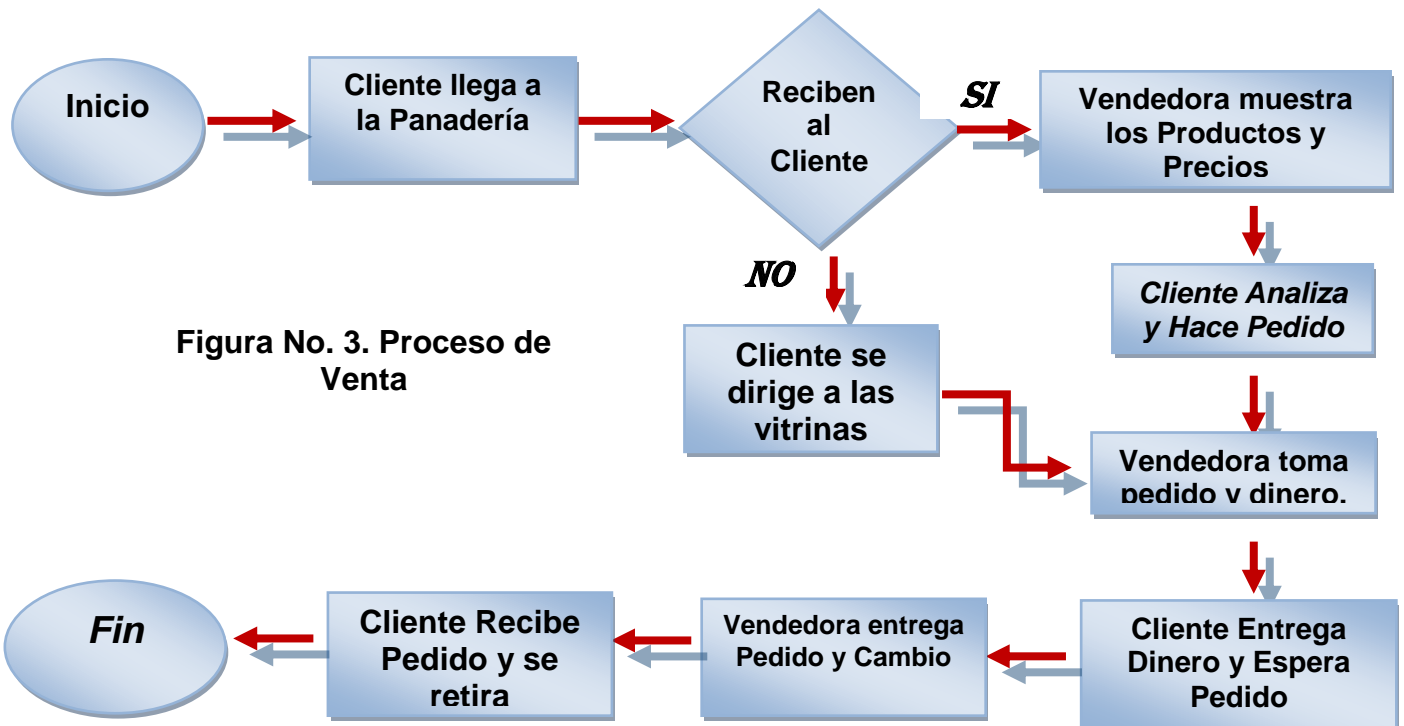 Inicio
Cliente llega a
la Panadería
Reciben
al
Cliente
SI
Vendedora muestra
los Productos y
Precios
NO
Cliente Analiza
y Hace Pedido
Figura No. 3. Proceso de
Venta
Cliente se
dirige a las
vitrinas
Vendedora toma
pedido y dinero.
Cliente Entrega
Dinero y Espera
Pedido
Vendedora entrega
Pedido y Cambio
Cliente Recibe
Pedido y se
retira
Fin